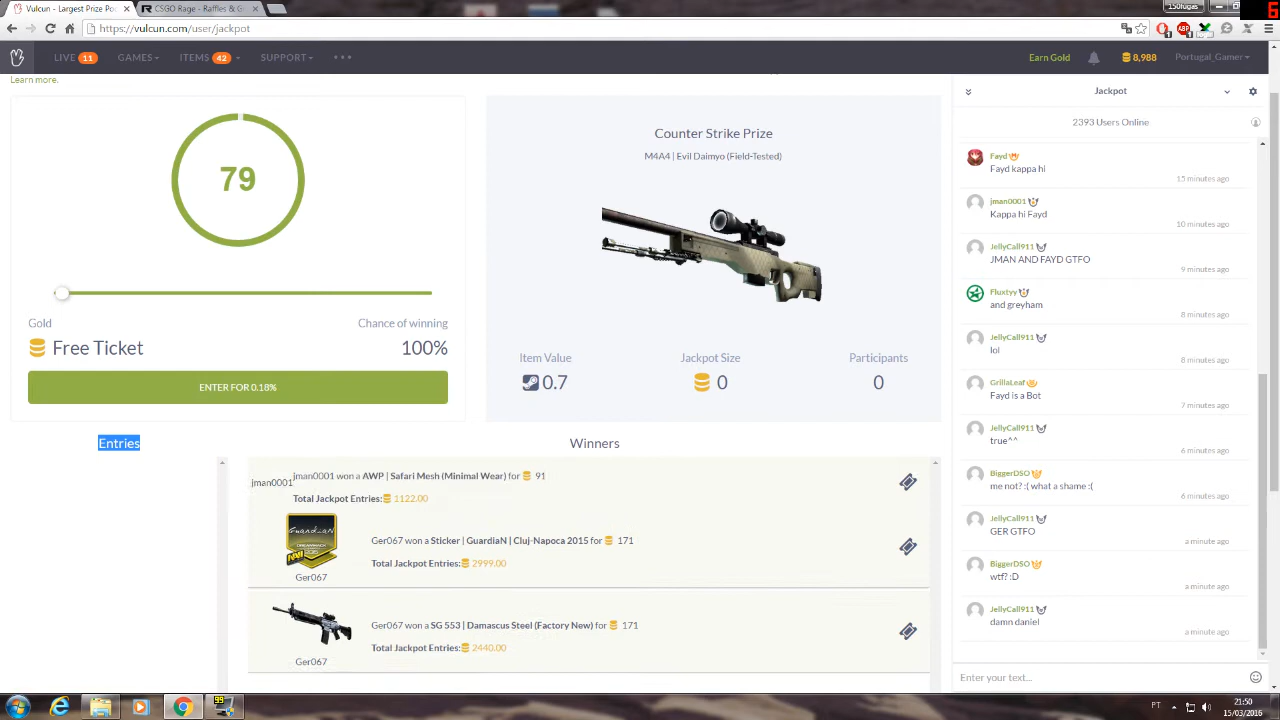 Vulcun - Largest Prize Poo
CSGO Rage - Raffles & G
150fugas
6
https://vulcun.com/user/jackpot
LIVE 11 GAMES ITEMS 42 SUPPORT
Earn Gold 8,988 Portugal_Gamer
Learn more.
79
Gold
Chance of winning
Free Ticket
100%
ENTER FOR 0.18%
Counter Strike Prize
M4A4 | Evil Daimyo (Field-Tested)
Item Value
Jackpot Size
Participants
0.7
0
0
Entries
Winners
jman0001
jman0001 won a AWP | Safari Mesh (Minimal Wear) for 91
Total Jackpot Entries: 1122.00
Ger067 won a Sticker | GuardiaN | Cluj-Napoca 2015 for 171
Total Jackpot Entries: 2999.00
GuardiaN
Ger067
Ger067 won a SG 553 | Damascus Steel (Factory New) for 171
Total Jackpot Entries: 2440.00
Ger067
Jackpot
2393 Users Online
Fayd
Fayd kappa hi
15 minutes ago
jman0001
Kappa hi Fayd
10 minutes ago
JellyCall911
JMAN AND FAYD GTFO
9 minutes ago
Fluxtyy
and greyham
8 minutes ago
JellyCall911
lol
8 minutes ago
GrillaLeaf
Fayd is a Bot
7 minutes ago
JellyCall911
true^^
6 minutes ago
BiggerDSO
me not? :( what a shame :(
6 minutes ago
JellyCall911
GER GTFO
a minute ago
BiggerDSO
wtf? :D
a minute ago
JellyCall911
damn daniel
a minute ago
Enter your text...
99
PT
21:50
15/03/2016